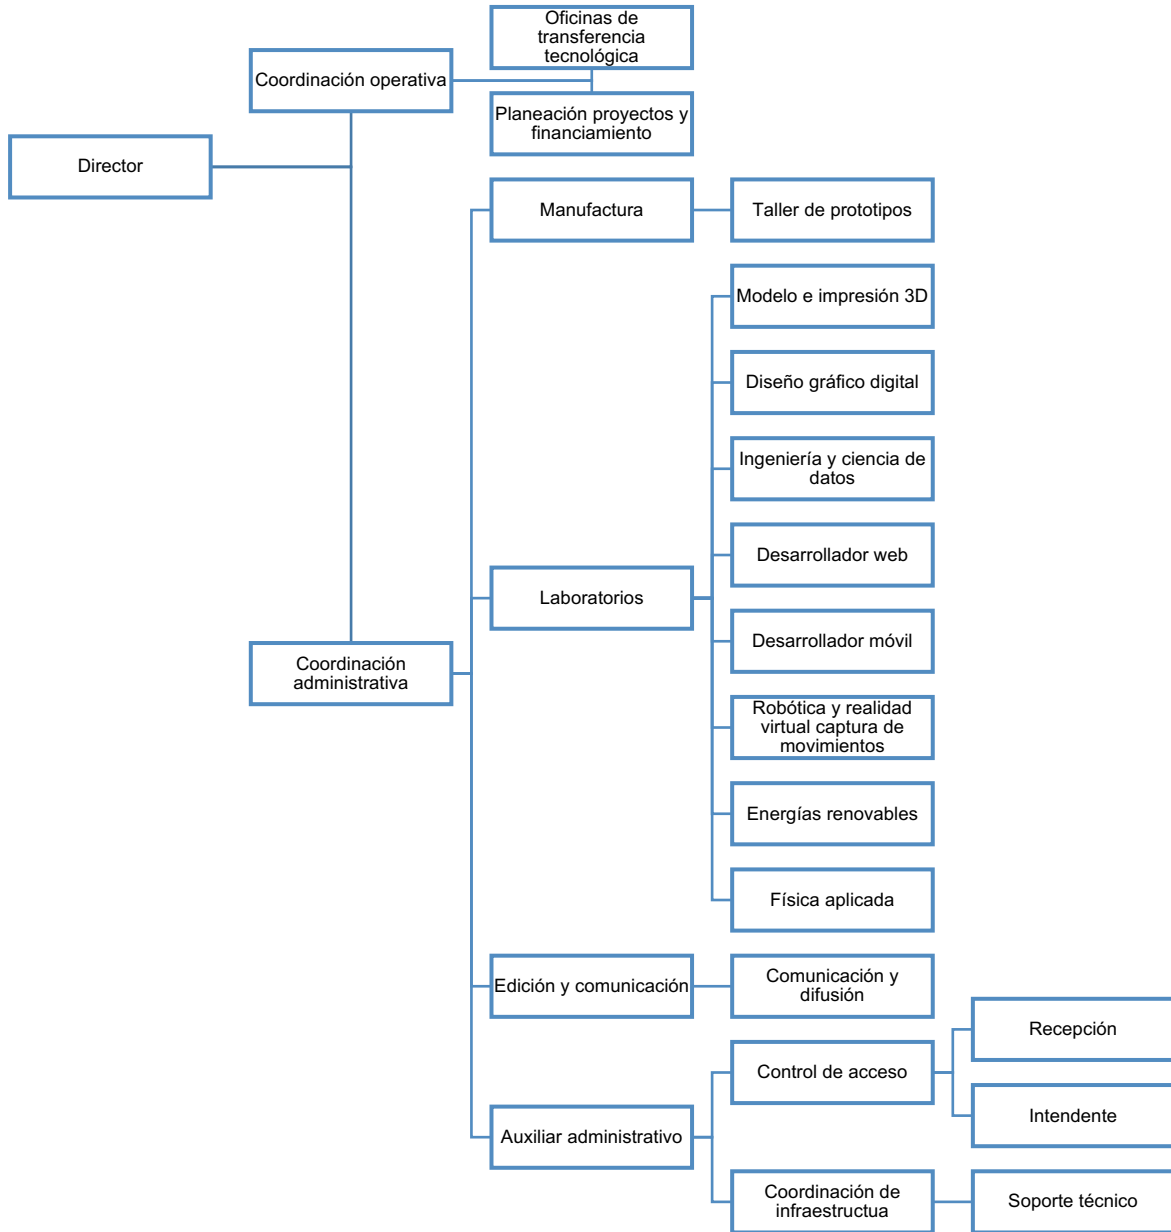 Oficinas de
transferencia
tecnológica
Coordinación operativa
Planeación proyectos y
financiamiento
Director
Manufactura
Taller de prototipos
Modelo e impresión 3D
Diseño gráfico digital
Ingeniería y ciencia de
datos
Desarrollador web
Laboratorios
Desarrollador móvil
Coordinación
administrativa
Robótica y realidad
virtual captura de
movimientos
Energías renovables
Física aplicada
Edición y comunicación
Comunicación y
difusión
Recepción
Control de acceso
Intendente
Auxiliar administrativo
Coordinación de
infraestructua
Soporte técnico